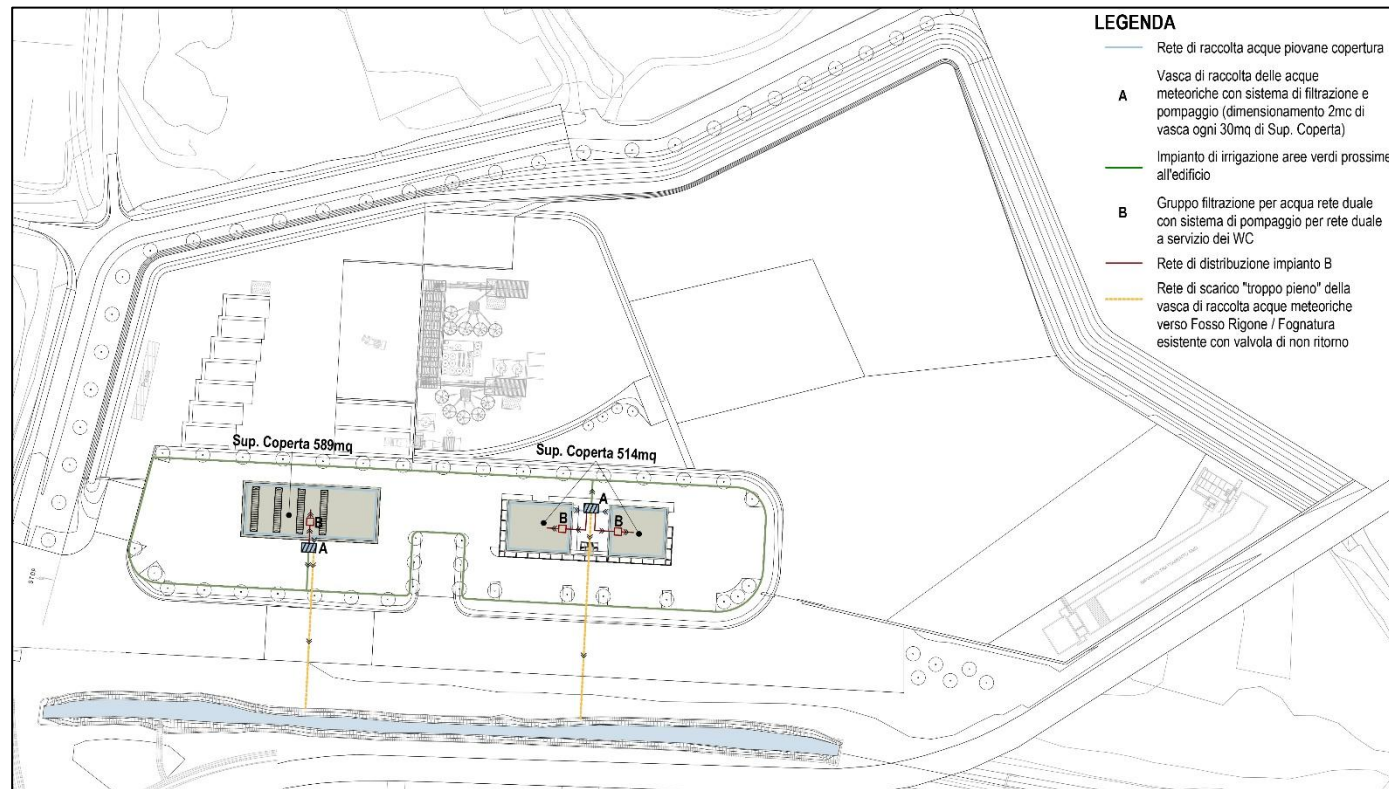 LEGENDA
Rete di raccolta acque piovane copertura
A
Vasca di raccolta delle acque
meteoriche con sistema di filtrazione e
pompaggio (dimensionamento 2mc di
vasca ogni 30mq di Sup. Coperta)
Impianto di irrigazione aree verdi prossime
all'edificio
B
Gruppo filtrazione per acqua rete duale
con sistema di pompaggio per rete duale
a servizio dei WC
Rete di distribuzione impianto B
Rete di scarico "troppo pieno" della
vasca di raccolta acque meteoriche
verso Fosso Rigone / Fognatura
esistente con valvola di non ritorno
Sup. Coperta 589mq
Sup. Coperta 514mq
A
B
B
B
A